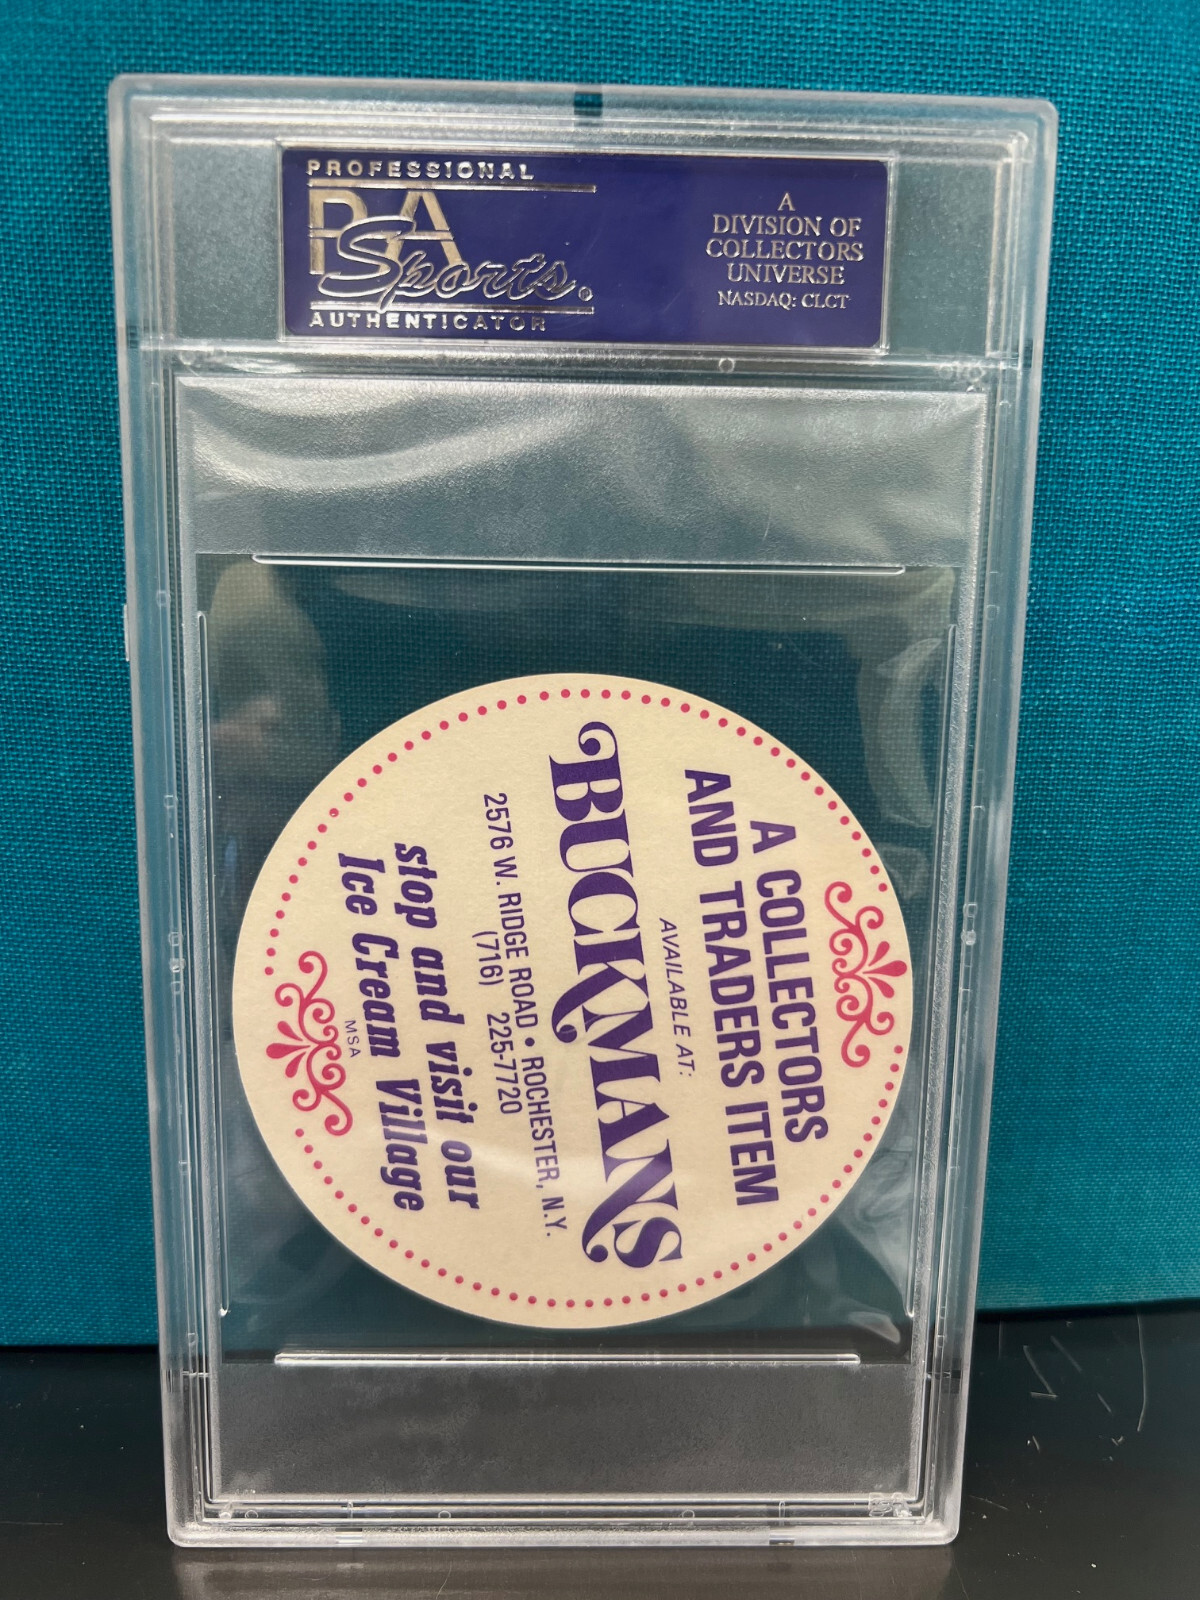 PROFESSIONAL
PSA
Sports®
AUTHENTICATOR
A
DIVISION OF
COLLECTORS
UNIVERSE
NASDAQ: CLCT
A COLLECTORS
AND TRADERS ITEM
AVAILABLE AT:
BUCKMANS
2576 W. RIDGE ROAD • ROCHESTER, N.Y.
(716) 225-7720
stop and visit our
Ice Cream Village
MSA